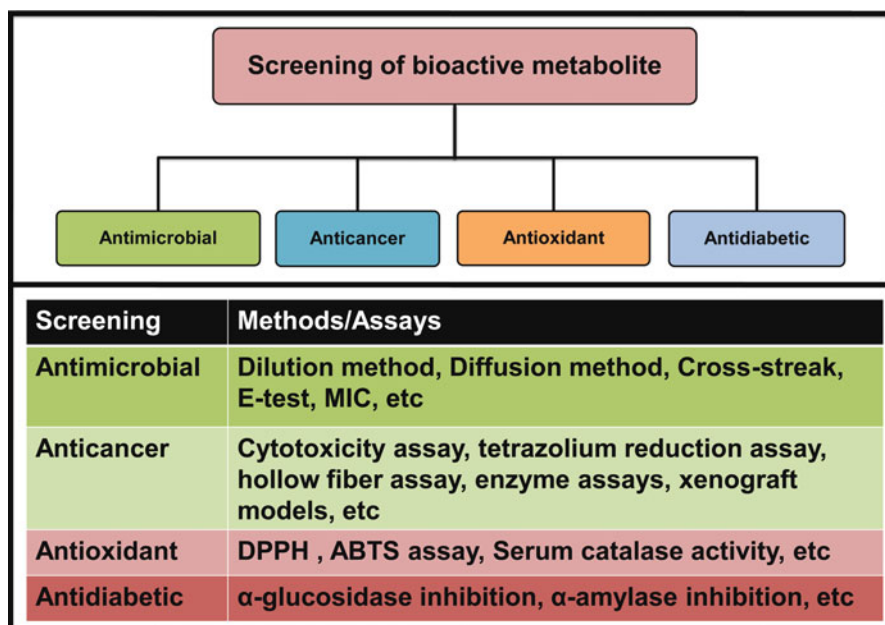 Screening of bioactive metabolite
Antimicrobial
Anticancer
Antioxidant
Antidiabetic
Screening
Methods/Assays
Antimicrobial
Dilution method, Diffusion method, Cross-streak,
E-test, MIC, etc
Anticancer
Cytotoxicity assay, tetrazolium reduction assay,
hollow fiber assay, enzyme assays, xenograft
models, etc
Antioxidant
DPPH , ABTS assay, Serum catalase activity, etc
Antidiabetic
α-glucosidase inhibition, α-amylase inhibition, etc